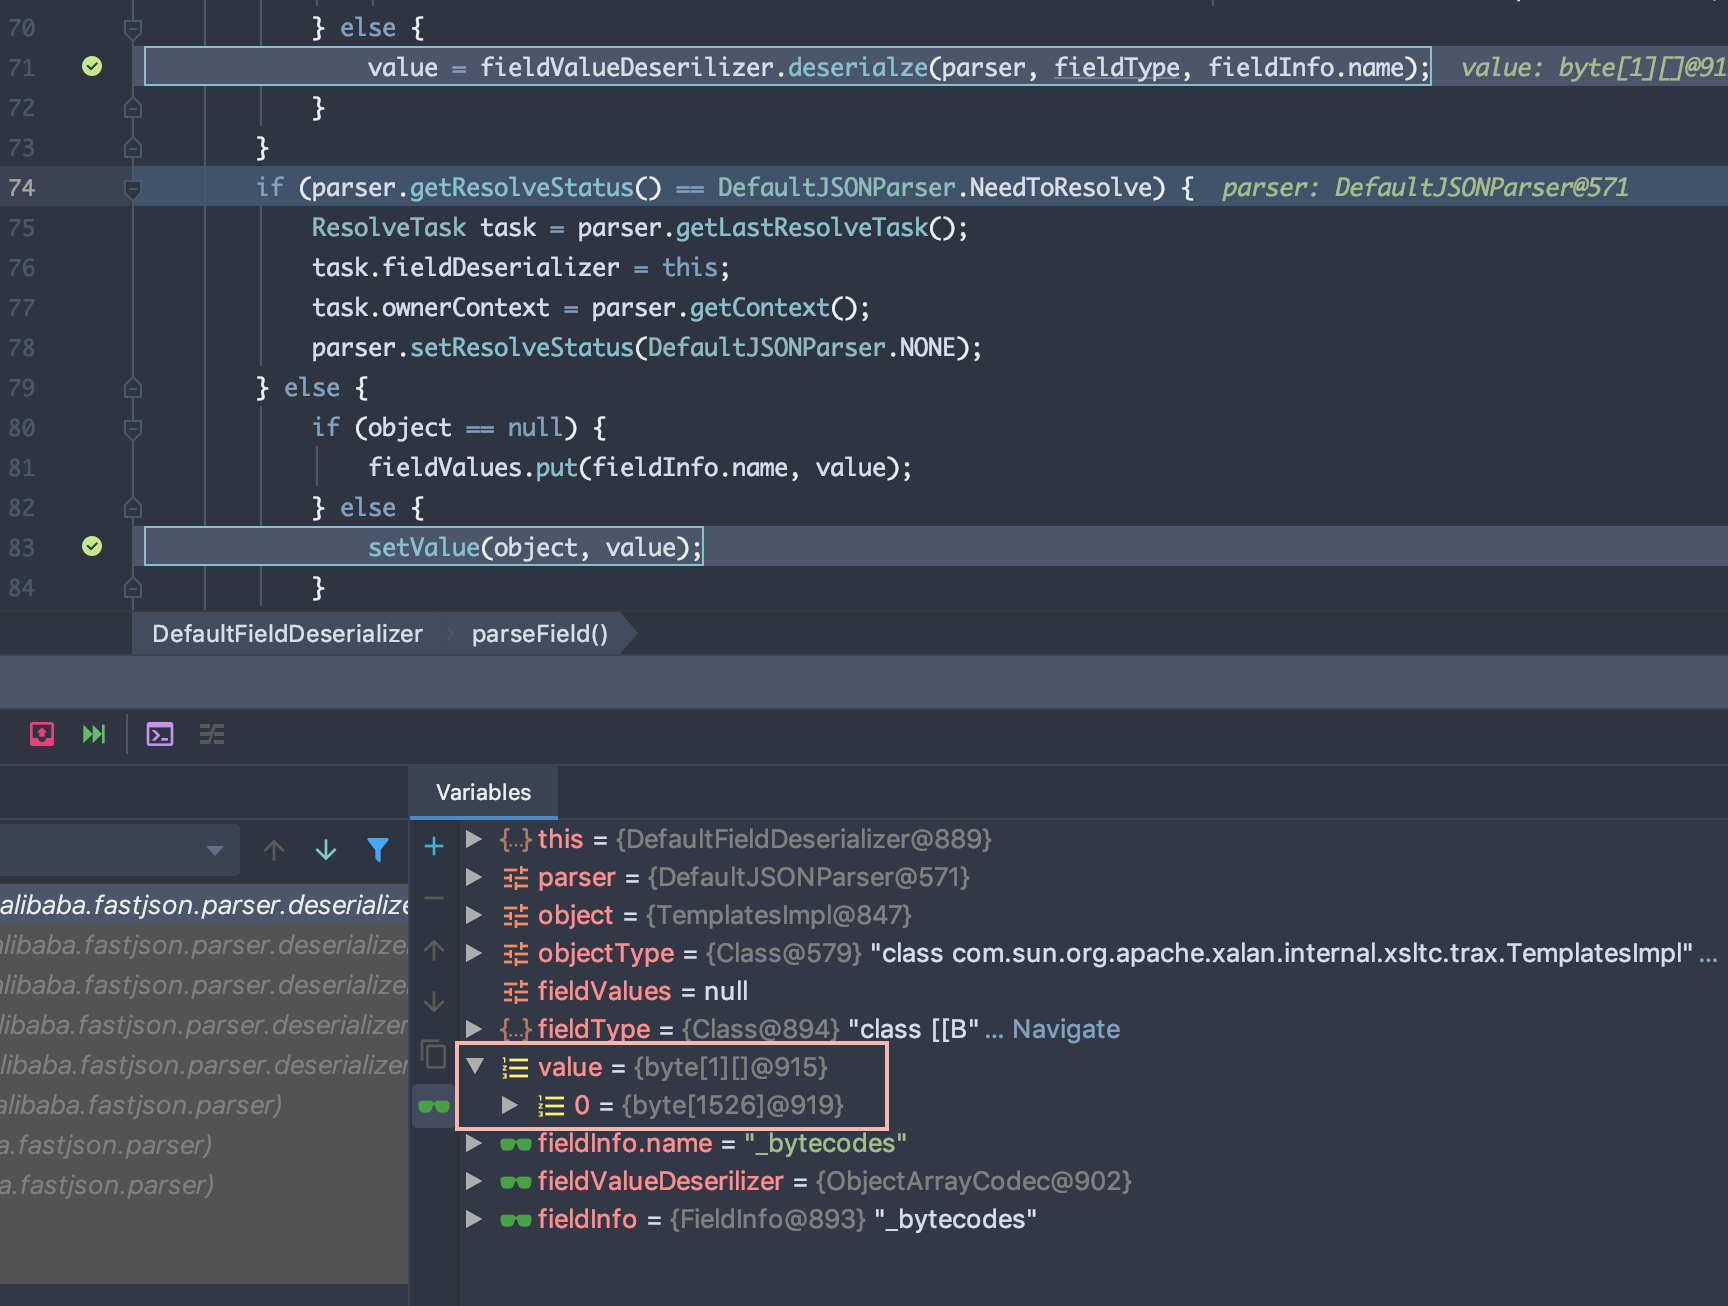 70 } else {
71 value = fieldValueDeserilizer.deserialze(parser, fieldType, fieldInfo.name); value: byte[1][]@91
72 }
73 }
74 if (parser.getResolveStatus() == DefaultJSONParser.NeedToResolve) { parser: DefaultJSONParser@571
75 ResolveTask task = parser.getLastResolveTask();
76 task.fieldDeserializer = this;
77 task.ownerContext = parser.getContext();
78 parser.setResolveStatus(DefaultJSONParser.NONE);
79 } else {
80 if (object == null) {
81 fieldValues.put(fieldInfo.name, value);
82 } else {
83 setValue(object, value);
84 }
DefaultFieldDeserializer parseField()
Variables
this = {DefaultFieldDeserializer@889}
parser = {DefaultJSONParser@571}
object = {TemplatesImpl@847}
objectType = {Class@579} "class com.sun.org.apache.xalan.internal.xsltc.trax.TemplatesImpl" ...
fieldValues = null
fieldType = {Class@894} "class [[B" ... Navigate
value = {byte[1][]@915}
0 = {byte[1526]@919}
fieldInfo.name = "_bytecodes"
fieldValueDeserilizer = {ObjectArrayCodec@902}
fieldInfo = {FieldInfo@893} "_bytecodes"
alibaba.fastjson.parser.deserialize
alibaba.fastjson.parser.deserializer
alibaba.fastjson.parser.deserializer
libaba.fastjson.parser.deserializer
alibaba.fastjson.parser.deserializer
alibaba.fastjson.parser)
a.fastjson.parser)
a.fastjson.parser)